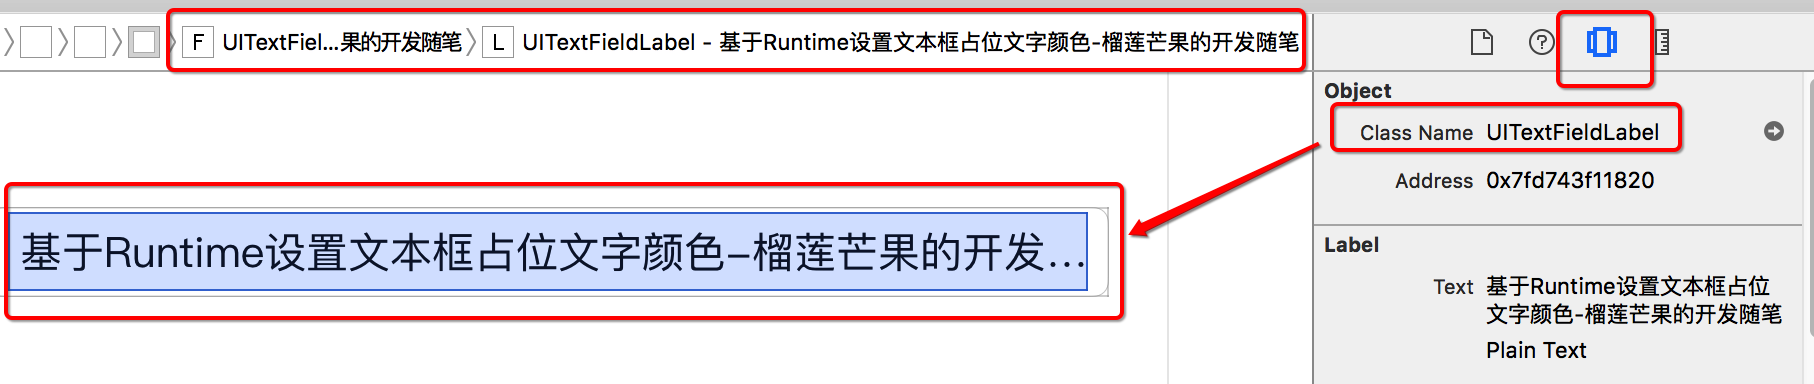 F UITextFiel...果的开发随笔 L UITextFieldLabel - 基于Runtime设置文本框占位文字颜色-榴莲芒果的开发随笔
Object
Class Name UITextFieldLabel
Address 0x7fd743f11820
基于Runtime设置文本框占位文字颜色-榴莲芒果的开发...
Label
Text 基于Runtime设置文本框占位
文字颜色-榴莲芒果的开发随笔
Plain Text